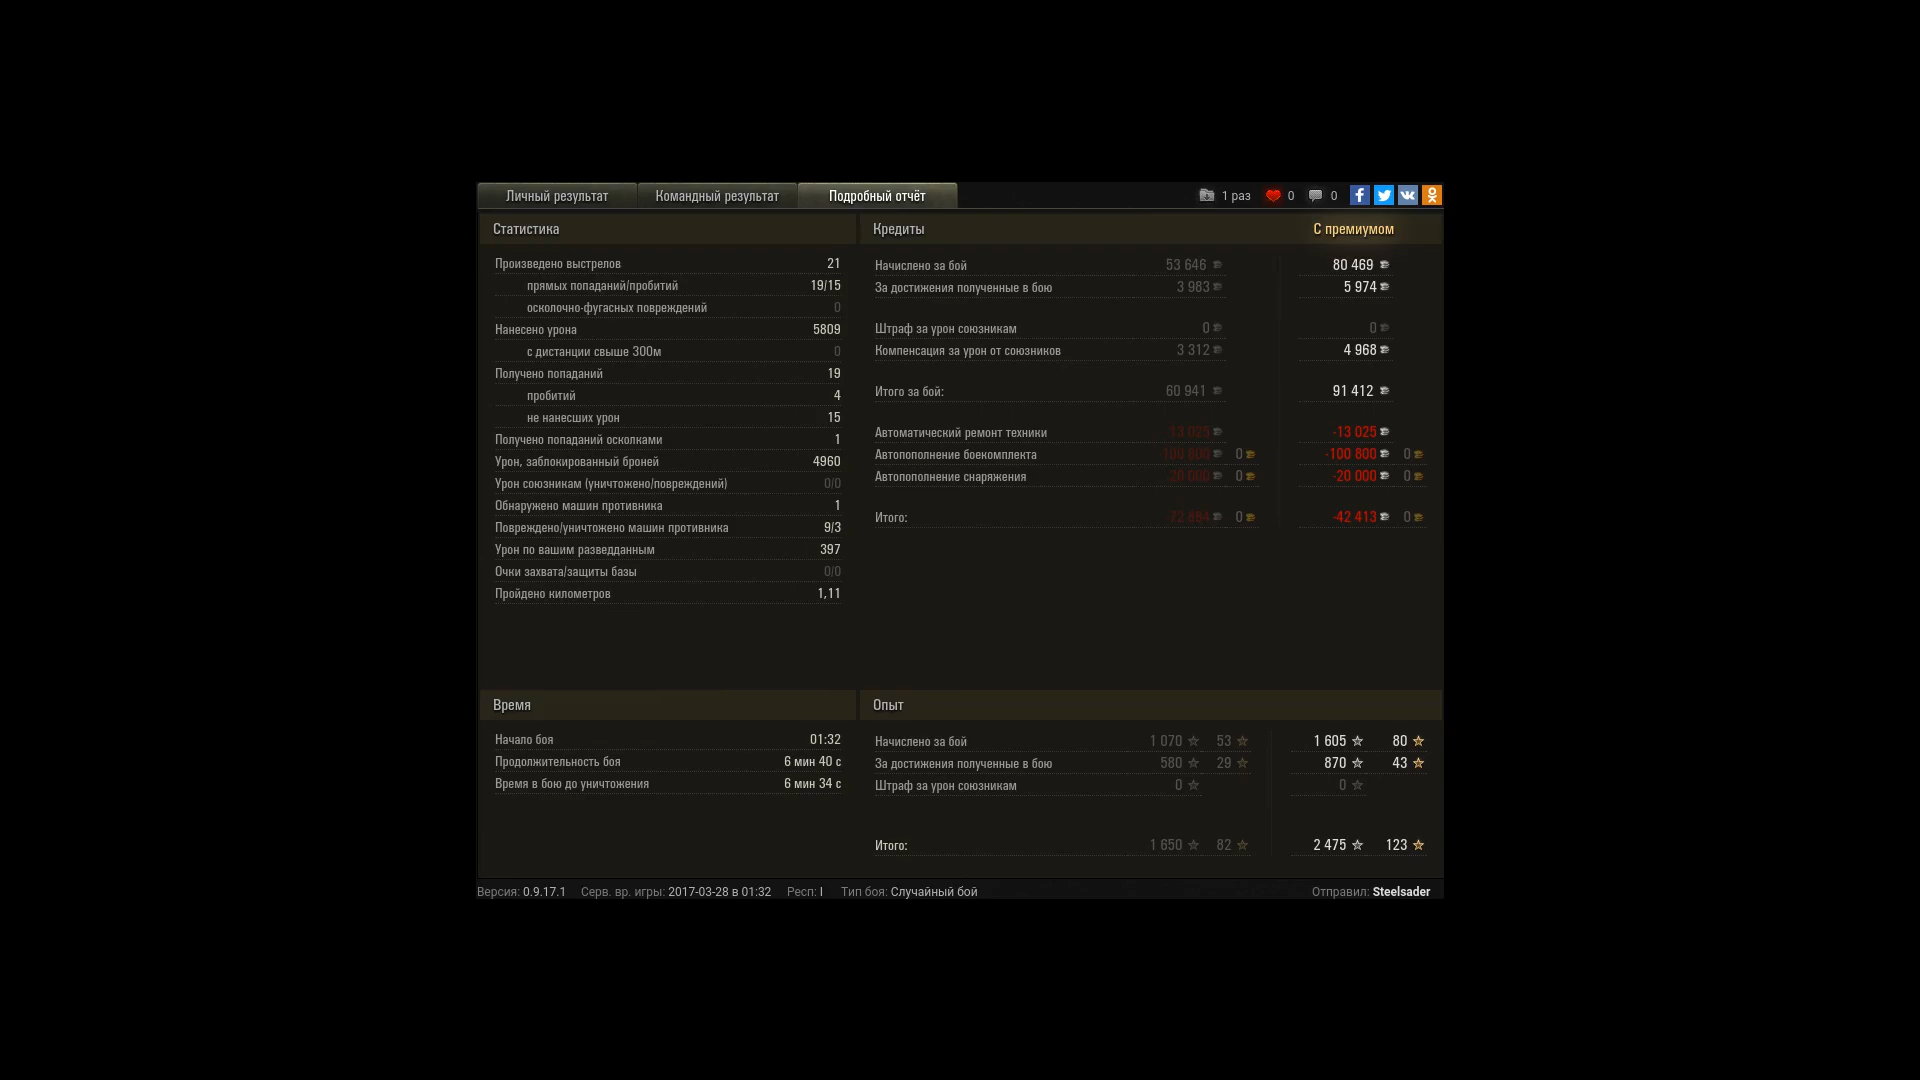 Личный результат Командный результат Подробный отчёт 1 раз 0 0
Статистика
Произведено выстрелов 21
прямых попаданий/пробитий 19/15
осколочно-фугасных повреждений 0
Нанесено урона 5809
с дистанции свыше 300м 0
Получено попаданий 19
пробитий 4
не нанесших урон 15
Получено попаданий осколками 1
Урон, заблокированный броней 4960
Урон союзникам (уничтожено/повреждений) 0/0
Обнаружено машин противника 1
Повреждено/уничтожено машин противника 9/3
Урон по вашим разведданным 397
Очки захвата/защиты базы 0/0
Пройдено километров 1,11
Кредиты С премиумом
Начислено за бой 53 646 80 469
За достижения полученные в бою 3 983 5 974
Штраф за урон союзникам 0 0
Компенсация за урон от союзников 3 312 4 968
Итого за бой: 60 941 91 412
Автоматический ремонт техники -13 025 -13 025
Автопополнение боекомплекта -100 800 0 -100 800 0
Автопополнение снаряжения -20 000 0 -20 000 0
Итого: -72 884 0 -42 413 0
Время
Начало боя 01:32
Продолжительность боя 6 мин 40 с
Время в бою до уничтожения 6 мин 34 с
Опыт
Начислено за бой 1 070 53 1 605 80
За достижения полученные в бою 580 29 870 43
Штраф за урон союзникам 0 0
Итого: 1 650 82 2 475 123
Версия: 0.9.17.1 Серв. вр. игры: 2017-03-28 в 01:32 Респ: I Тип боя: Случайный бой Отправил: Steelsader